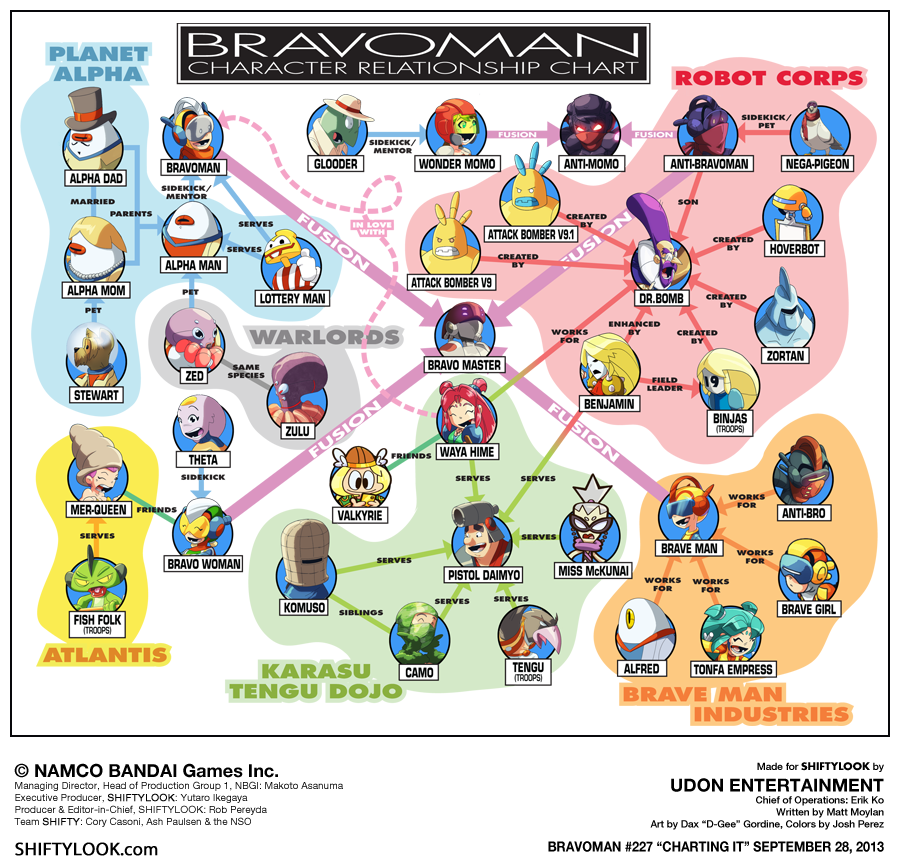 BRAVOMAN
CHARACTER RELATIONSHIP CHART
PLANET
ALPHA
ROBOT CORPS
ALPHA DAD
BRAVOMAN
GLOODER
SIDEKICK/
MENTOR
WONDER MOMO
FUSION
ANTI-MOMO
FUSION
ANTI-BRAVOMAN
SIDEKICK/
PET
NEGA-PIGEON
MARRIED
PARENTS
SIDEKICK/
MENTOR
SERVES
SERVES
ALPHA MOM
ALPHA MAN
LOTTERY MAN
FUSION
IN LOVE
WITH
ATTACK BOMBER V9.1
CREATED
BY
ATTACK BOMBER V9
CREATED
BY
FUSION
SON
DR.BOMB
CREATED
BY
HOVERBOT
PET
STEWART
PET
ZED
WARLORDS
SAME
SPECIES
ZULU
BRAVO MASTER
WORKS
FOR
ENHANCED
BY
CREATED
BY
CREATED
BY
ZORTAN
BENJAMIN
FIELD
LEADER
BINJAS
(TROOPS)
THETA
SIDEKICK
FUSION
FUSION
WAYA HIME
FRIENDS
VALKYRIE
SERVES
SERVES
MER-QUEEN
FRIENDS
SERVES
FISH FOLK
(TROOPS)
ATLANTIS
BRAVO WOMAN
KOMUSO
SERVES
PISTOL DAIMYO
SERVES
MISS McKUNAI
SIBLINGS
SERVES
SERVES
CAMO
TENGU
(TROOPS)
KARASU
TENGU DOJO
BRAVE MAN
WORKS
FOR
ANTI-BRO
WORKS
FOR
BRAVE GIRL
WORKS
FOR
WORKS
FOR
ALFRED
TONFA EMPRESS
BRAVE MAN
INDUSTRIES
© NAMCO BANDAI Games Inc.
Managing Director, Head of Production Group 1, NBGI: Makoto Asanuma
Executive Producer, SHIFTYLOOK: Yutaro Ikegaya
Producer & Editor-in-Chief, SHIFTYLOOK: Rob Pereyda
Team SHIFTY: Cory Casoni, Ash Paulsen & the NSO
SHIFTYLOOK.com
Made for SHIFTYLOOK by
UDON ENTERTAINMENT
Chief of Operations: Erik Ko
Written by Matt Moylan
Art by Dax "D-Gee" Gordine, Colors by Josh Perez
BRAVOMAN #227 "CHARTING IT" SEPTEMBER 28, 2013